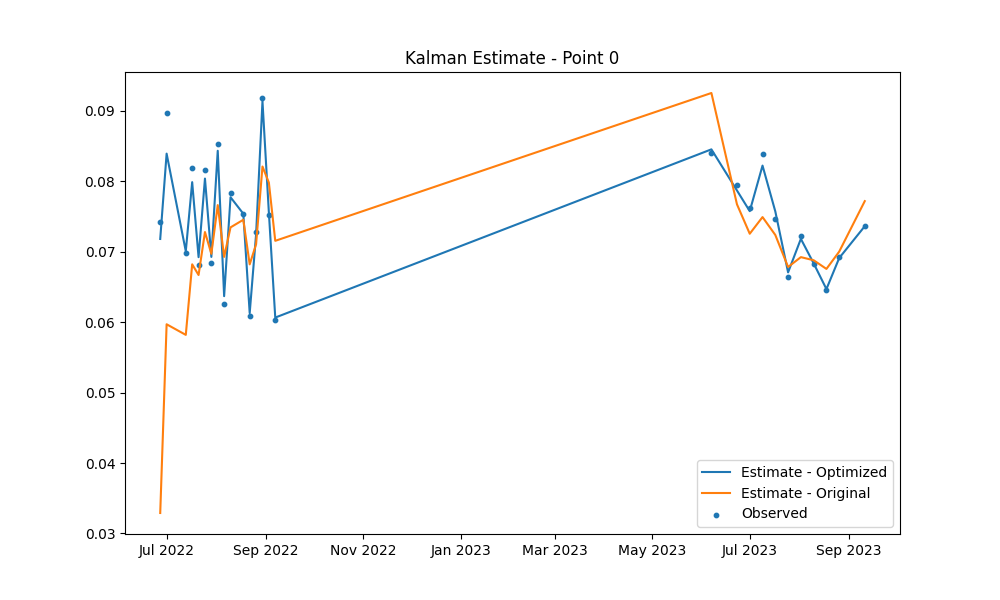 Kalman Estimate - Point 0
0.09
0.08
0.07
0.06
0.05
0.04
0.03
Estimate - Optimized
Estimate - Original
Observed
Jul 2022 Sep 2022 Nov 2022 Jan 2023 Mar 2023 May 2023 Jul 2023 Sep 2023